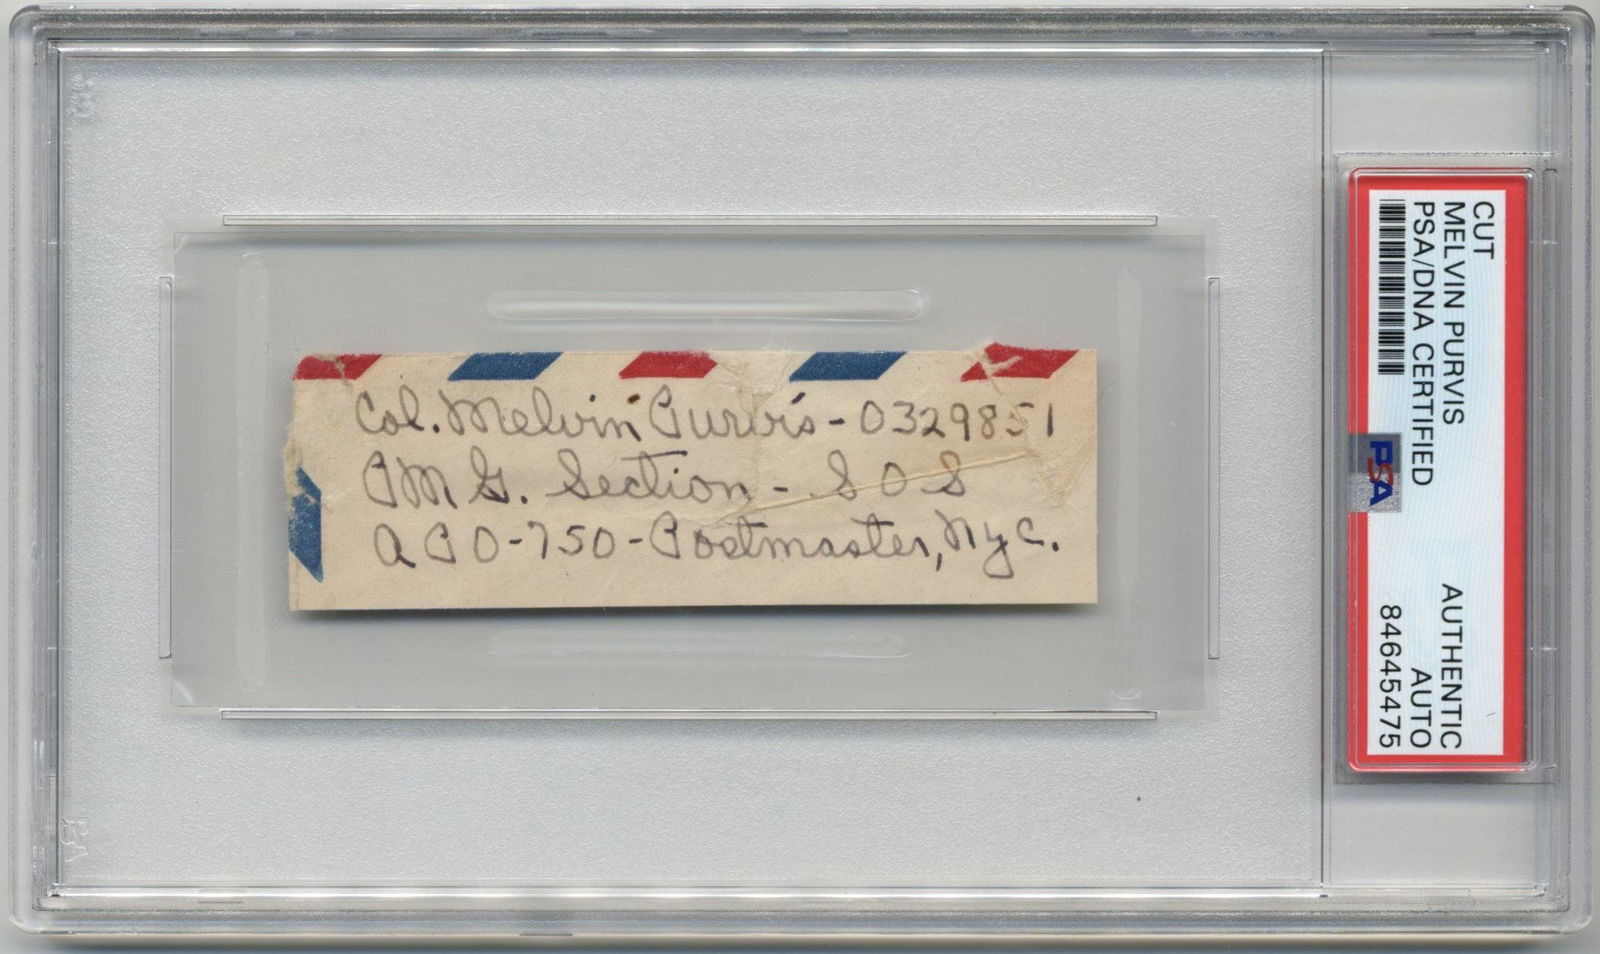 Col. Melvin Purvis - 0329851
PMG. Section - SOS
APO-750-Postmaster, Nyc.
CUT
MELVIN PURVIS
PSA/DNA CERTIFIED
AUTHENTIC
AUTO
84645475
PSA